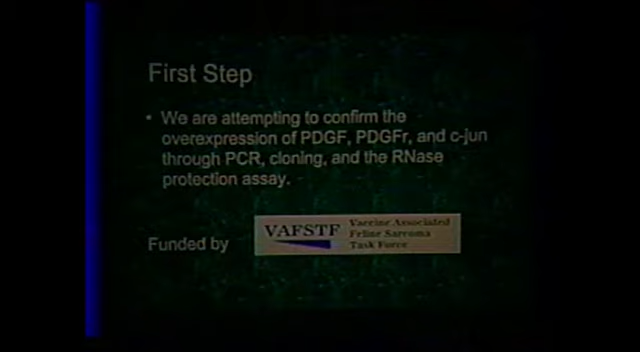 First Step
• We are attempting to confirm the
overexpression of PDGF, PDGFr, and c-jun
through PCR, cloning, and the RNase
protection assay.
Funded by
VAFSTF
Vaccine Associated
Feline Sarcoma
Task Force